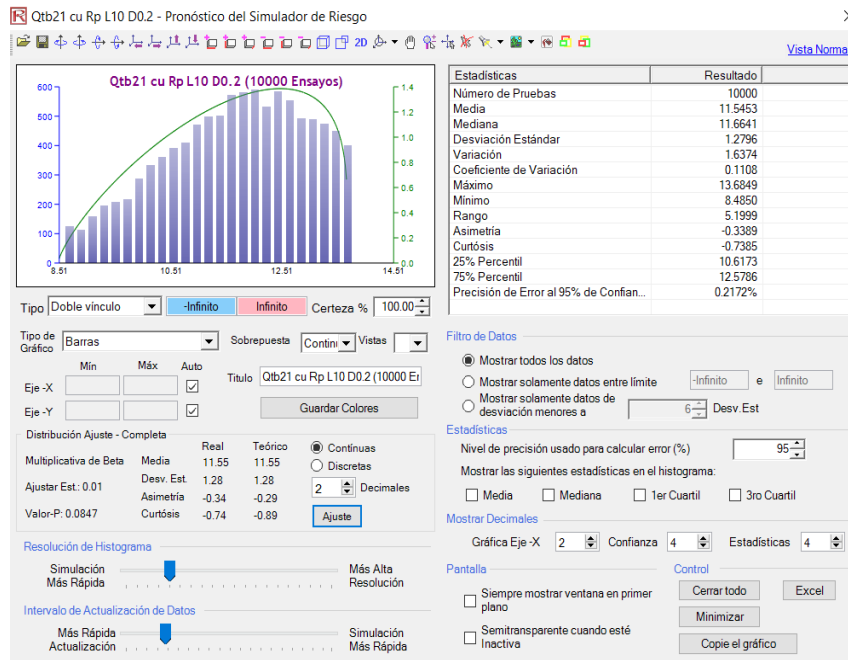 Qtb21 cu Rp L10 D0.2 - Pronóstico del Simulador de Riesgo
2D
Vista Norma
Qtb21 cu Rp L10 D0.2 (10000 Ensayos)
600
500
400
300
200
100
0
1.4
1.2
1.0
0.8
0.6
0.4
0.2
0.0
8.51 10.51 12.51 14.51
Estadísticas Resultado
Número de Pruebas 10000
Media 11.5453
Mediana 11.6641
Desviación Estándar 1.2796
Variación 1.6374
Coeficiente de Variación 0.1108
Máximo 13.6849
Mínimo 8.4850
Rango 5.1999
Asimetría -0.3389
Curtósis -0.7385
25% Percentil 10.6173
75% Percentil 12.5786
Precisión de Error al 95% de Confian... 0.2172%
Tipo Doble vínculo -Infinito Infinito Certeza % 100.00
Tipo de Gráfico Barras Sobrepuesta Continu Vistas
Mín Máx Auto
Eje -X
Eje -Y
Titulo Qtb21 cu Rp L10 D0.2 (10000 Er
Guardar Colores
Distribución Ajuste - Completa
Real Teórico
Multiplicativa de Beta Media 11.55 11.55
Desv. Est. 1.28 1.28
Ajustar Est.: 0.01
Asimetría -0.34 -0.29
Valor-P: 0.0847 Curtósis -0.74 -0.89
Contínuas
Discretas
2 Decimales
Ajuste
Resolución de Histograma
Simulación Más Rápida
Más Alta Resolución
Intervalo de Actualización de Datos
Más Rápida Actualización
Simulación Más Rápida
Filtro de Datos
Mostrar todos los datos
Mostrar solamente datos entre límite -Infinito e Infinito
Mostrar solamente datos de desviación menores a 6 Desv.Est
Estadísticas
Nivel de precisión usado para calcular error (%) 95
Mostrar las siguientes estadísticas en el histograma:
Media Mediana 1er Cuartil 3ro Cuartil
Mostrar Decimales
Gráfica Eje -X 2 Confianza 4 Estadísticas 4
Pantalla
Siempre mostrar ventana en primer plano
Semitransparente cuando esté Inactiva
Control
Cerrar todo Excel
Minimizar
Copie el gráfico